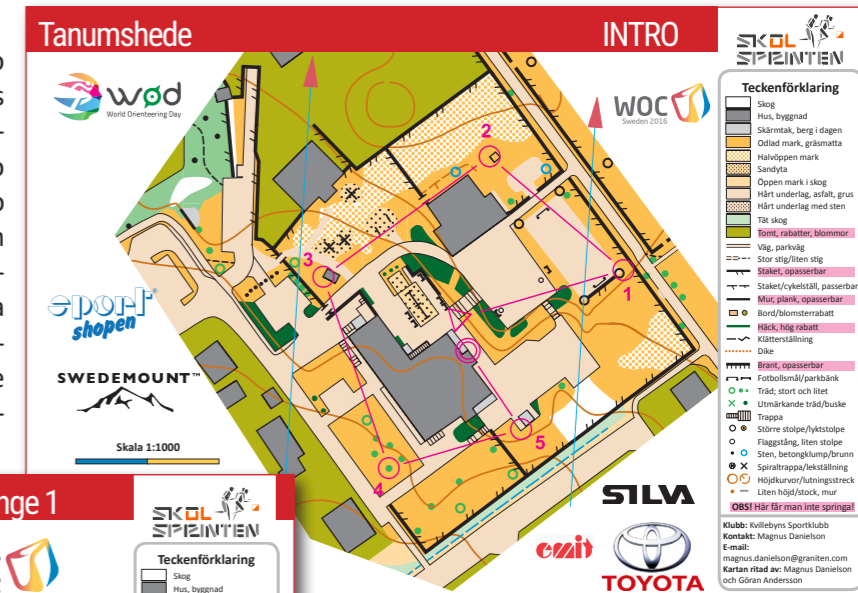 Tanumshede
INTRO
SKOL
SPRINTEN
wød
World Orienteering Day
WOC
Sweden 2016
sport
shopen
SWEDEMOUNT™
Skala 1:1000
1
2
3
4
5
SILVA
emit
TOYOTA
Teckenförklaring
Skog
Hus, byggnad
Skärmtak, berg i dagen
Odlad mark, gräsmatta
Halvöppen mark
Sandyta
Öppen mark i skog
Hårt underlag, asfalt, grus
Hårt underlag med sten
Tät skog
Tomt, rabatter, blommor
Väg, parkväg
Stor stig/liten stig
Staket, opasserbar
Staket/cykelställ, passerbar
Mur, plank, opasserbar
Bord/blomsterrabatt
Häck, hög rabatt
Klätterställning
Dike
Brant, opasserbar
Fotbollsmål/parkbänk
Träd; stort och litet
Utmärkande träd/buske
Trappa
Större stolpe/lyktstolpe
Flaggstång, liten stolpe
Sten, betongklump/brunn
Spiraltrappa/lekställning
Höjdkurvor/lutningsstreck
Liten höjd/stock, mur
OBS! Här får man inte springa!
Klubb: Kvillebyns Sportklubb
Kontakt: Magnus Danielson
E-mail:
magnus.danielson@graniten.com
Kartan ritad av: Magnus Danielson
och Göran Andersson
nge 1
SKOL
SPRINTEN
Teckenförklaring
Skog
Hus, byggnad